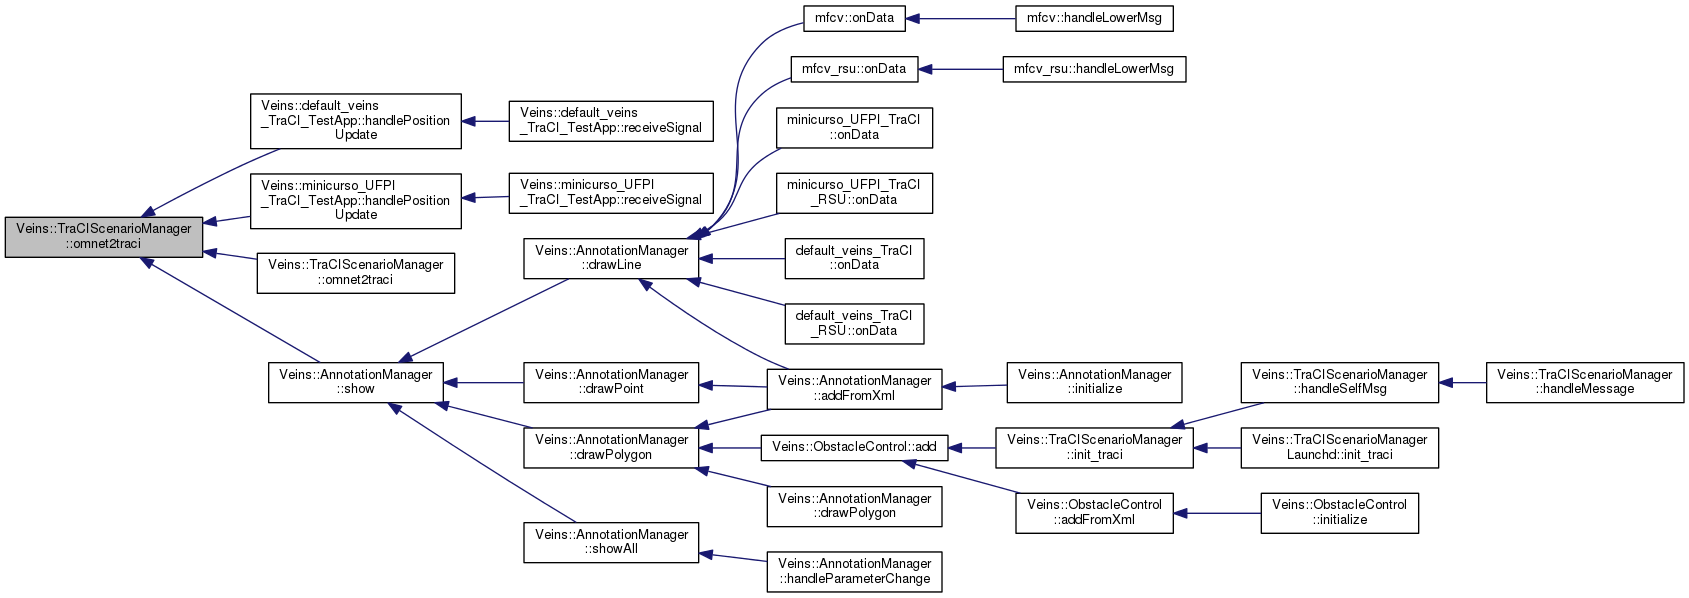 Veins::TraCIScenarioManager
::omnet2traci
Veins::default_veins
_TraCI_TestApp::handlePosition
Update
Veins::default_veins
_TraCI_TestApp::receiveSignal
Veins::minicurso_UFPI
_TraCI_TestApp::handlePosition
Update
Veins::minicurso_UFPI
_TraCI_TestApp::receiveSignal
Veins::TraCIScenarioManager
::omnet2traci
Veins::AnnotationManager
::show
Veins::AnnotationManager
::drawLine
mfcv::onData
mfcv::handleLowerMsg
mfcv_rsu::onData
mfcv_rsu::handleLowerMsg
minicurso_UFPI_TraCI
::onData
minicurso_UFPI_TraCI
_RSU::onData
default_veins_TraCI
::onData
default_veins_TraCI
_RSU::onData
Veins::AnnotationManager
::drawPoint
Veins::AnnotationManager
::addFromXml
Veins::AnnotationManager
::initialize
Veins::AnnotationManager
::drawPolygon
Veins::ObstacleControl::add
Veins::TraCIScenarioManager
::init_traci
Veins::TraCIScenarioManager
::handleSelfMsg
Veins::TraCIScenarioManager
::handleMessage
Veins::TraCIScenarioManager
Launchd::init_traci
Veins::AnnotationManager
::drawPolygon
Veins::ObstacleControl
::addFromXml
Veins::ObstacleControl
::initialize
Veins::AnnotationManager
::showAll
Veins::AnnotationManager
::handleParameterChange